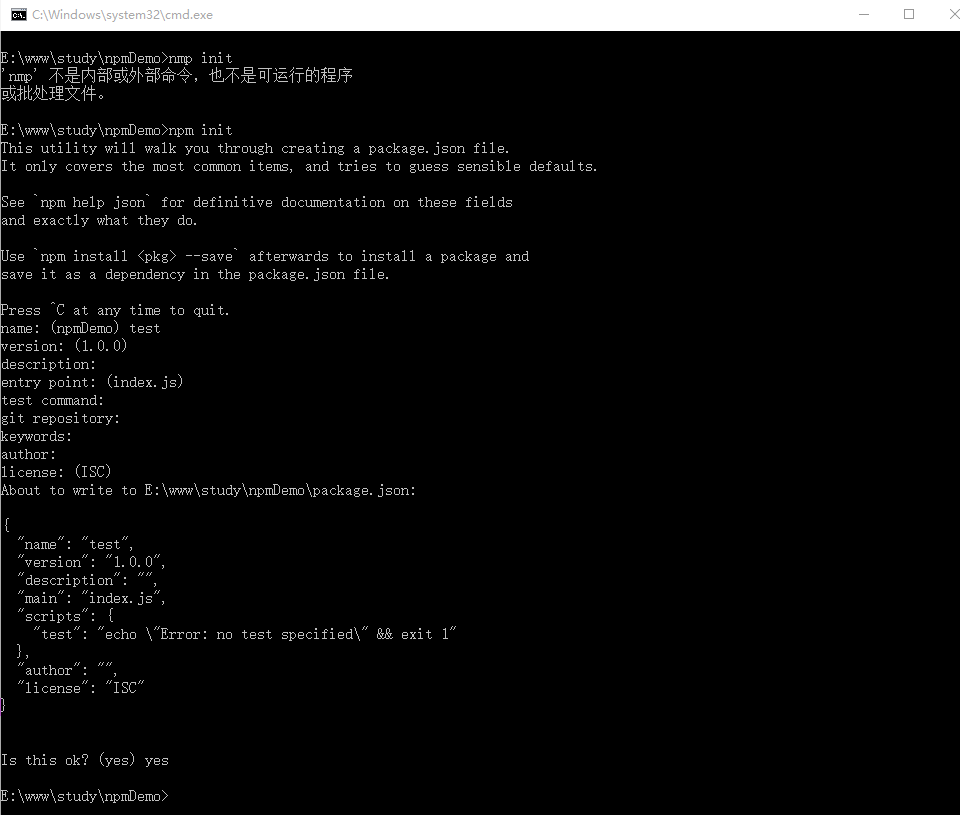 C:\Windows\system32\cmd.exe
E:\www\study\npmDemo>nmp init
'nmp' 不是内部或外部命令，也不是可运行的程序
或批处理文件。
E:\www\study\npmDemo>npm init
This utility will walk you through creating a package.json file.
It only covers the most common items, and tries to guess sensible defaults.
See `npm help json` for definitive documentation on these fields
and exactly what they do.
Use `npm install <pkg> --save` afterwards to install a package and
save it as a dependency in the package.json file.
Press ^C at any time to quit.
name: (npmDemo) test
version: (1.0.0)
description:
entry point: (index.js)
test command:
git repository:
keywords:
author:
license: (ISC)
About to write to E:\www\study\npmDemo\package.json:
{
  "name": "test",
  "version": "1.0.0",
  "description": "",
  "main": "index.js",
  "scripts": {
    "test": "echo \"Error: no test specified\" && exit 1"
  },
  "author": "",
  "license": "ISC"
}
Is this ok? (yes) yes
E:\www\study\npmDemo>